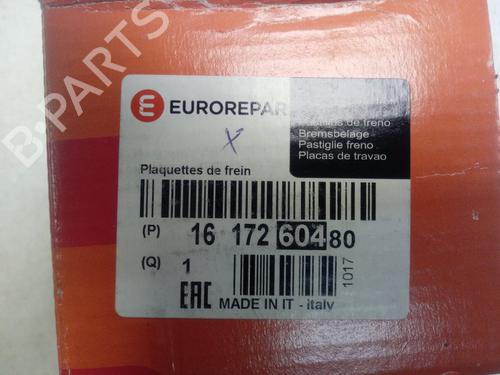 B-PARTS
EUROREPAR
de freno
Bremsbeläge
Pastiglie freno
Placas de travao
X
Plaquettes de frein
(P) 16 172 604 80
(Q) 1
1017
EAC
MADE IN IT - Italy